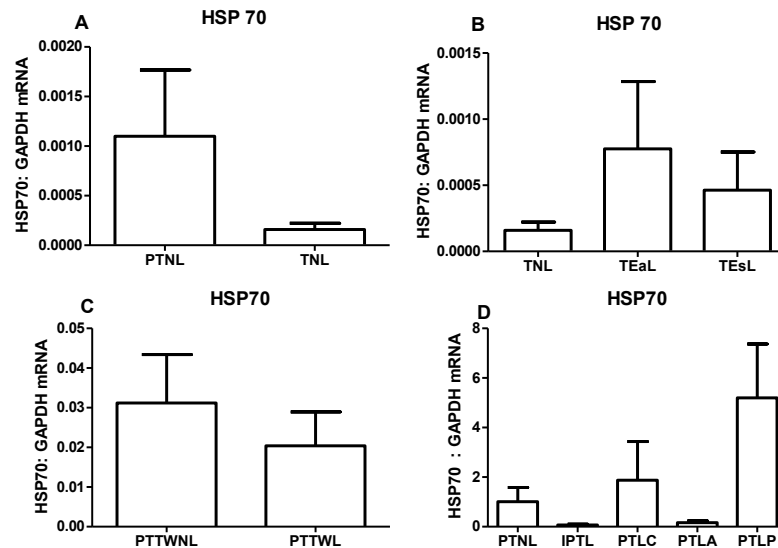 A
HSP 70
HSP70: GAPDH mRNA
0.0020
0.0015
0.0010
0.0005
0.0000
PTNL TNL
B
HSP 70
HSP70: GAPDH mRNA
0.0015
0.0010
0.0005
0.0000
TNL TEaL TEsL
C
HSP70
HSP70: GAPDH mRNA
0.05
0.04
0.03
0.02
0.01
0.00
PTTWNL PTTWL
D
HSP70
HSP70 : GAPDH mRNA
8
6
4
2
0
PTNL IPTL PTLC PTLA PTLP